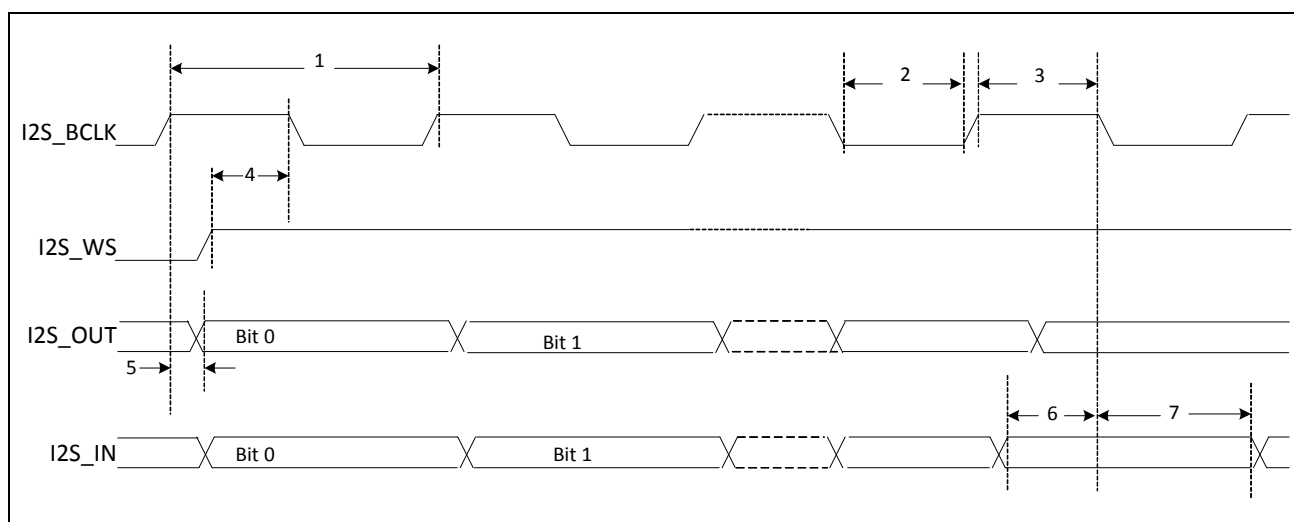 1
2
3
I2S_BCLK
4
I2S_WS
I2S_OUT
Bit 0
Bit 1
5
6
7
I2S_IN
Bit 0
Bit 1